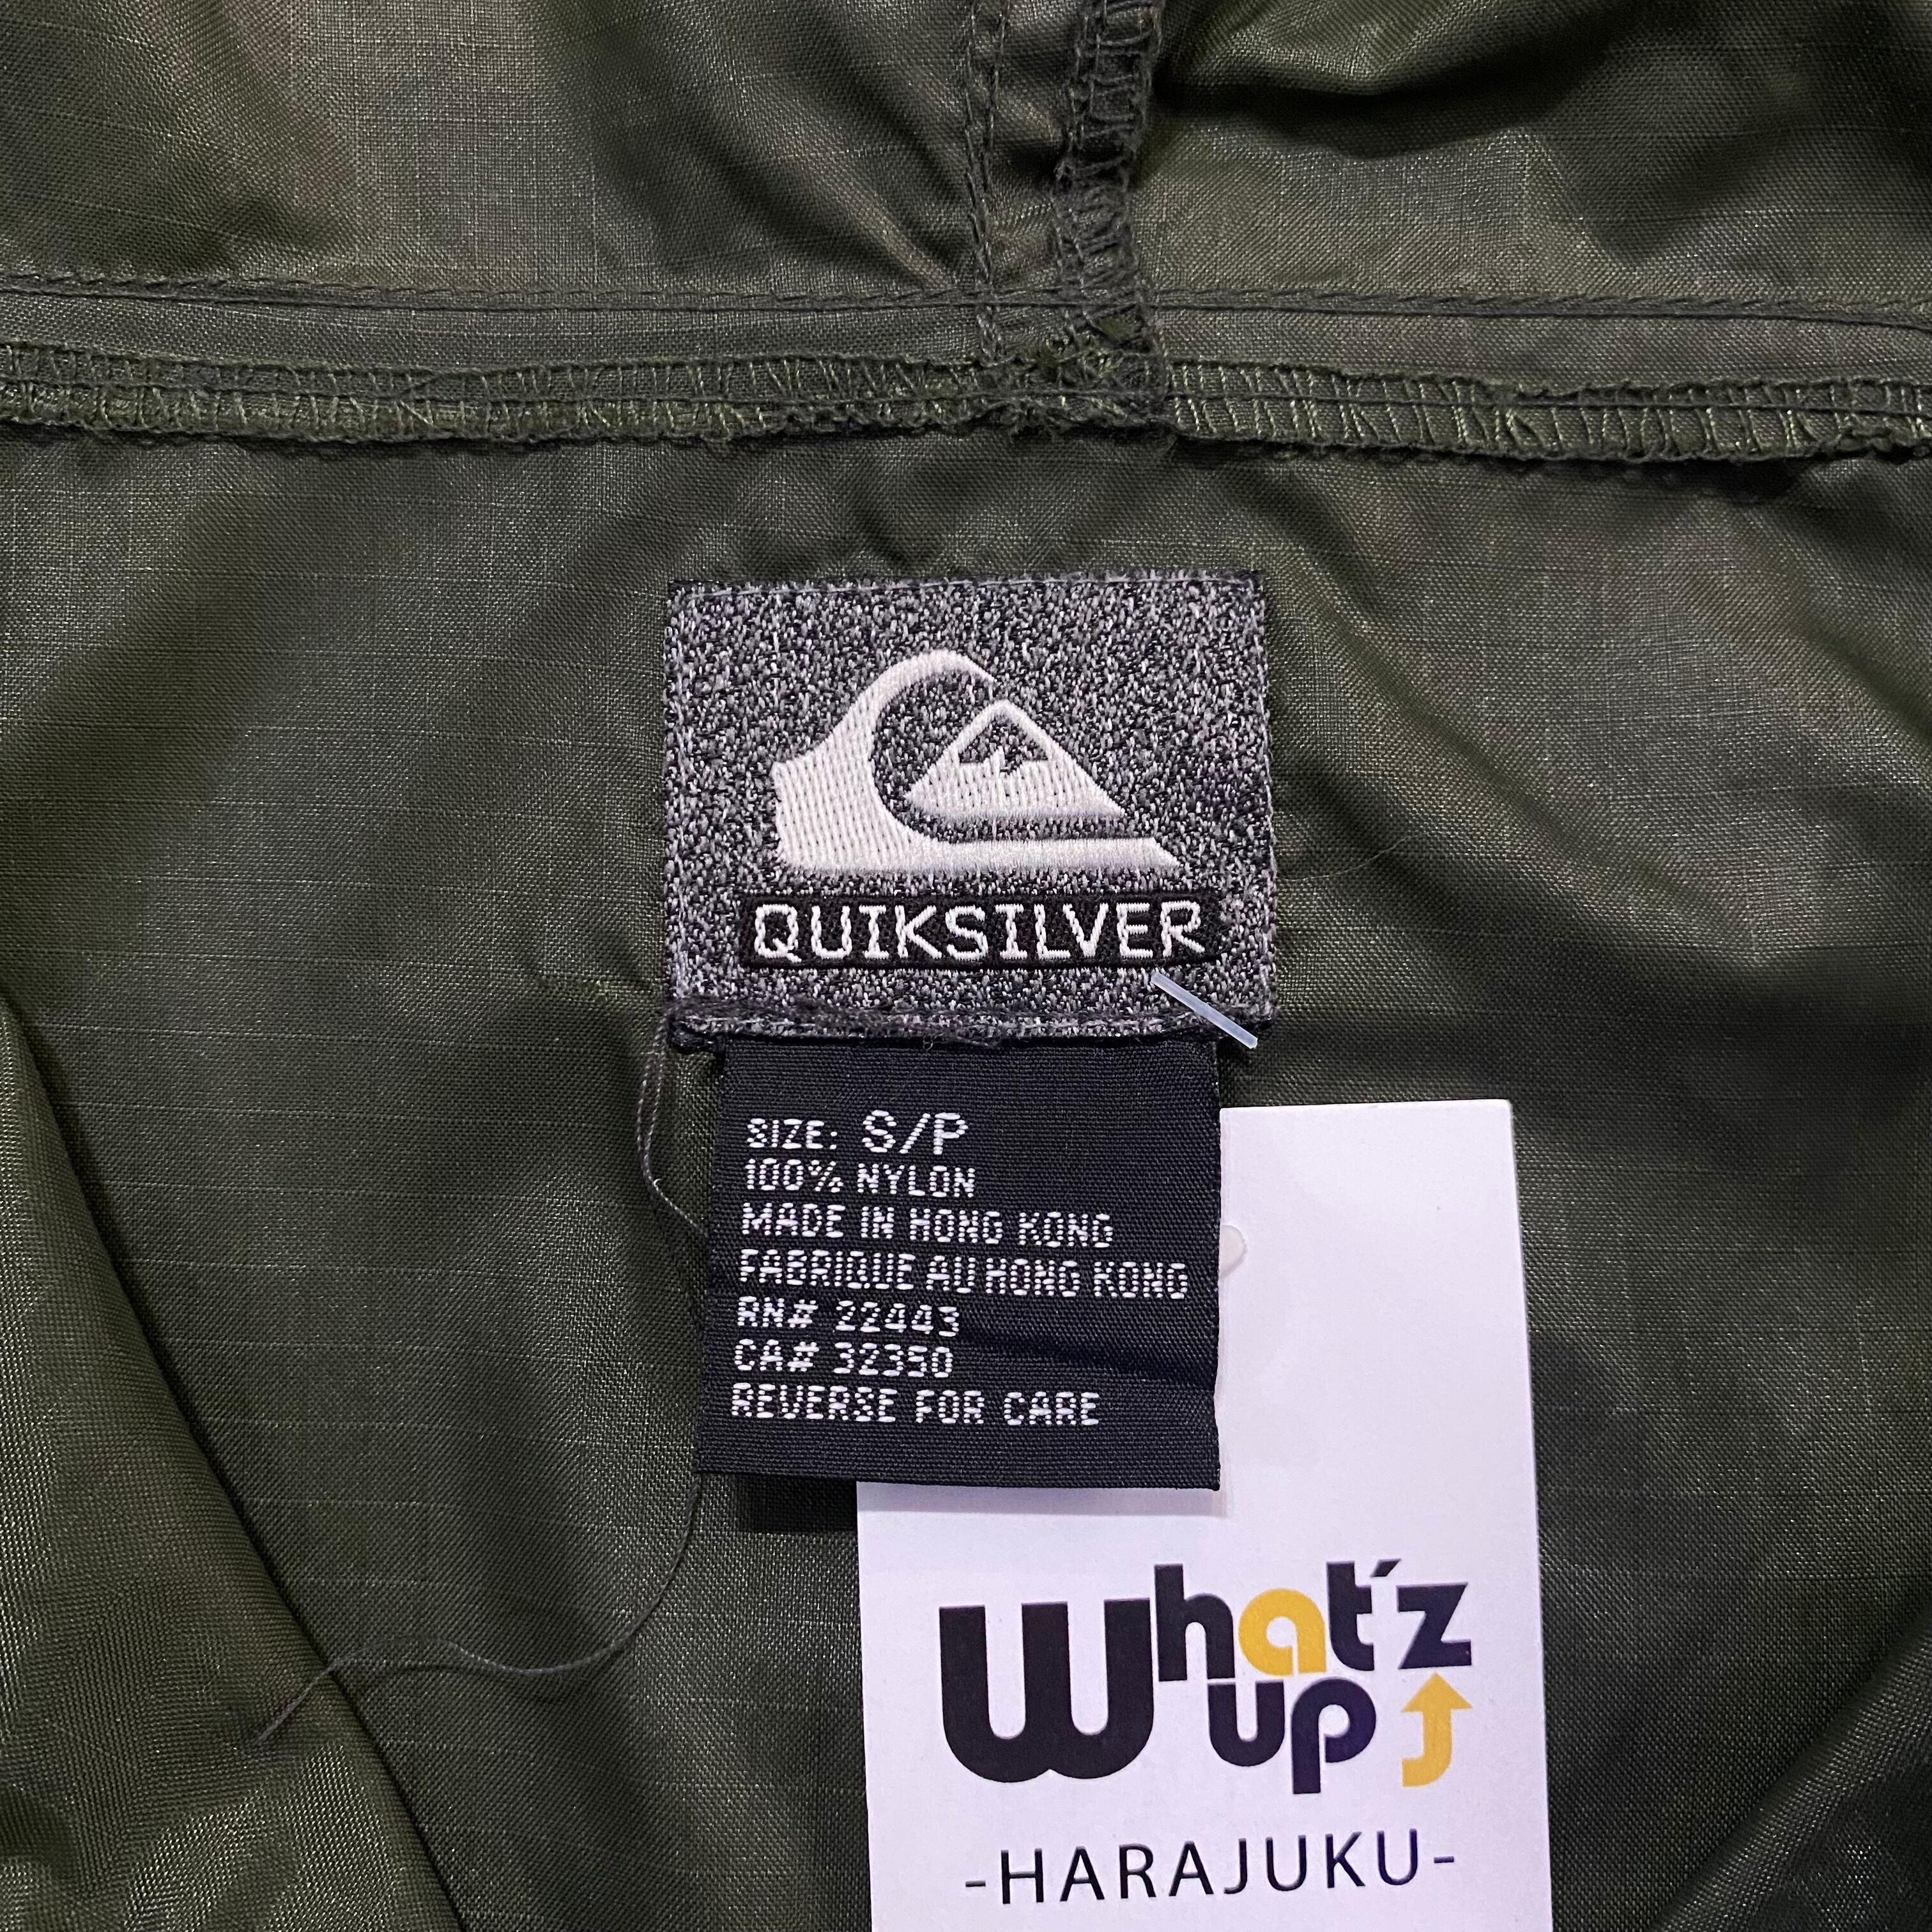 QUIKSILVER
SIZE: S/P
100% NYLON
MADE IN HONG KONG
FABRIQUE AU HONG KONG
RN# 22443
CA# 32350
REVERSE FOR CARE
What'z
up
-HARAJUKU-